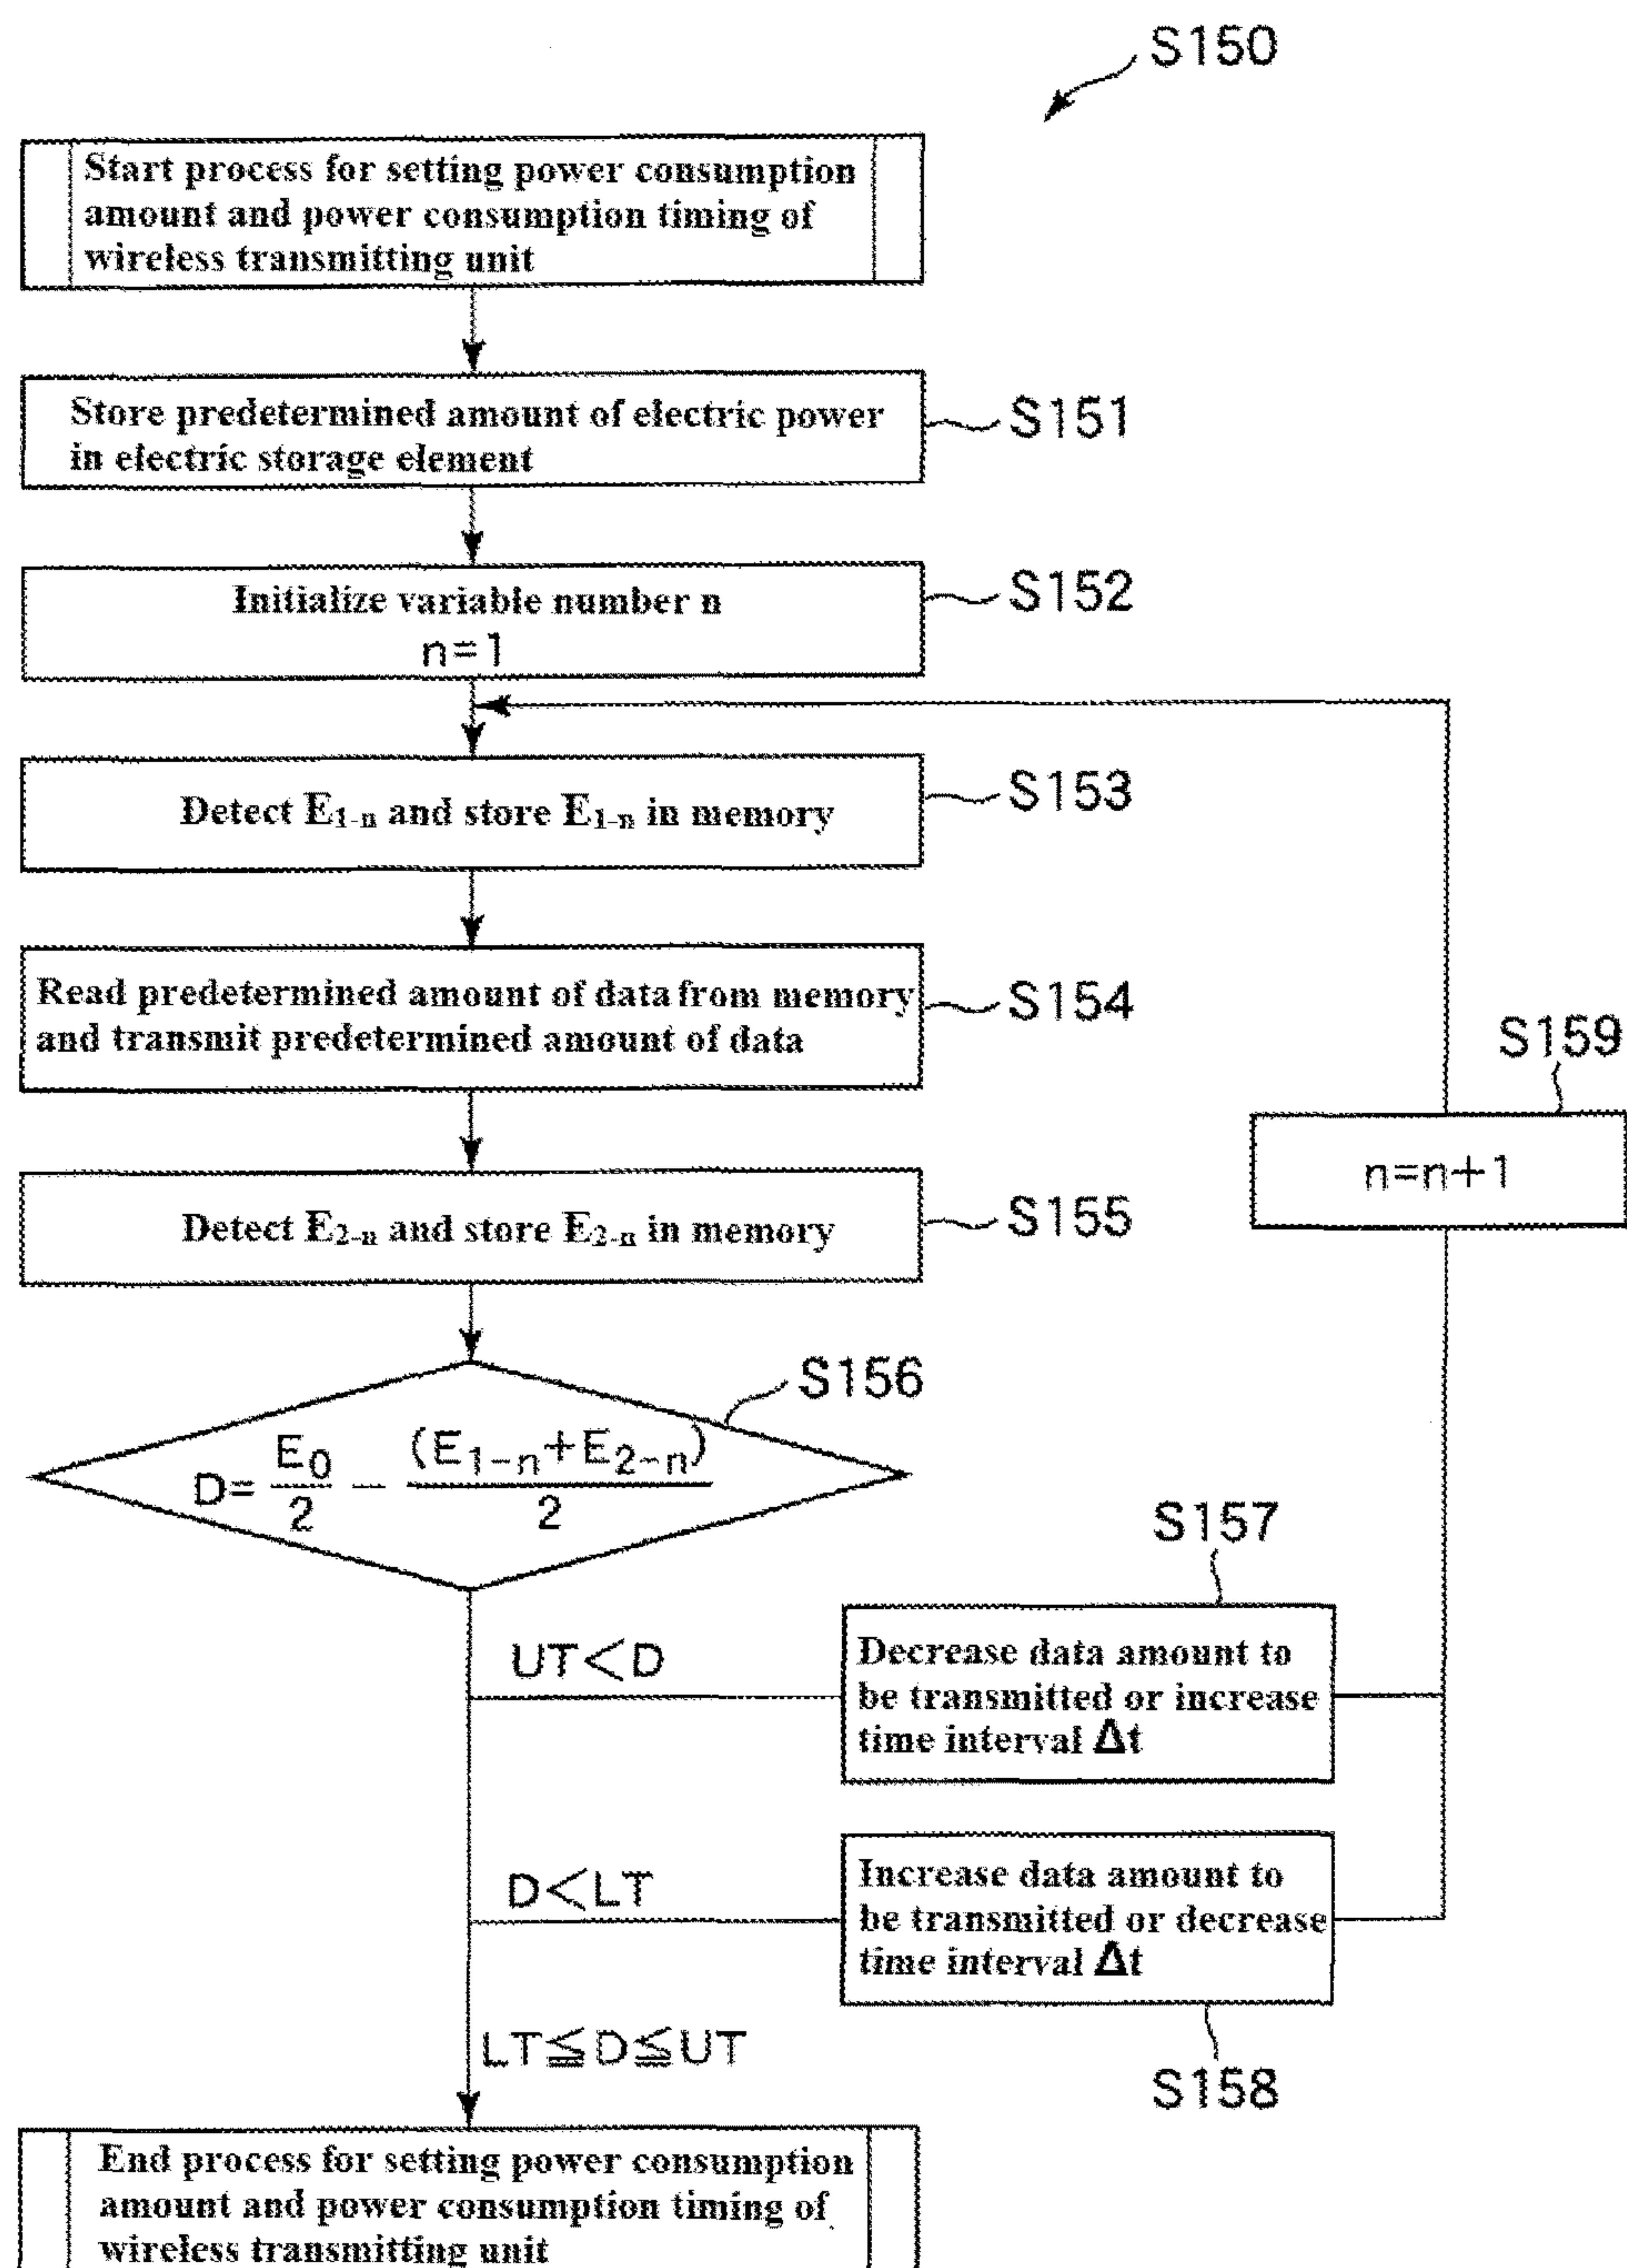 S150
Start process for setting power consumption
amount and power consumption timing of
wireless transmitting unit
Store predetermined amount of electric power
in electric storage element
S151
Initialize variable number n
n=1
S152
Detect E1-n and store E1-n in memory
S153
Read predetermined amount of data from memory
and transmit predetermined amount of data
S154
S159
n=n+1
Detect E2-n and store E2-n in memory
S155
S156
D= E0/2 − (E1−n+E2−n)/2
S157
UT<D
Decrease data amount to
be transmitted or increase
time interval Δt
D<LT
Increase data amount to
be transmitted or decrease
time interval Δt
S158
LT≦D≦UT
End process for setting power consumption
amount and power consumption timing of
wireless transmitting unit